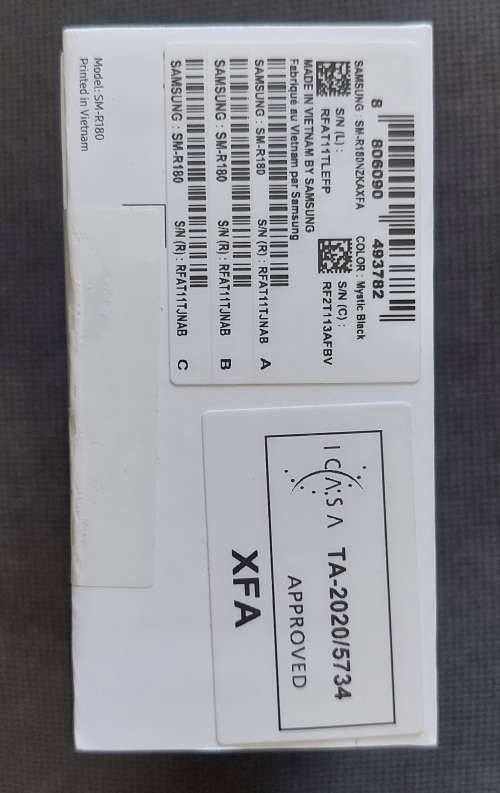 8 806090 493782
SAMSUNG : SM-R180NZKAXFA COLOR : Mystic Black
S/N (L) :
RFAT11TLEFP
S/N (C) :
RF2T113AFBV
MADE IN VIETNAM BY SAMSUNG
Fabriqué au Vietnam par Samsung
SAMSUNG : SM-R180 S/N (R) : RFAT11TJNAB A
SAMSUNG : SM-R180 S/N (R) : RFAT11TJNAB B
SAMSUNG : SM-R180 S/N (R) : RFAT11TJNAB C
Model: SM-R180
Printed in Vietnam
ICASA TA-2020/5734
APPROVED
XFA